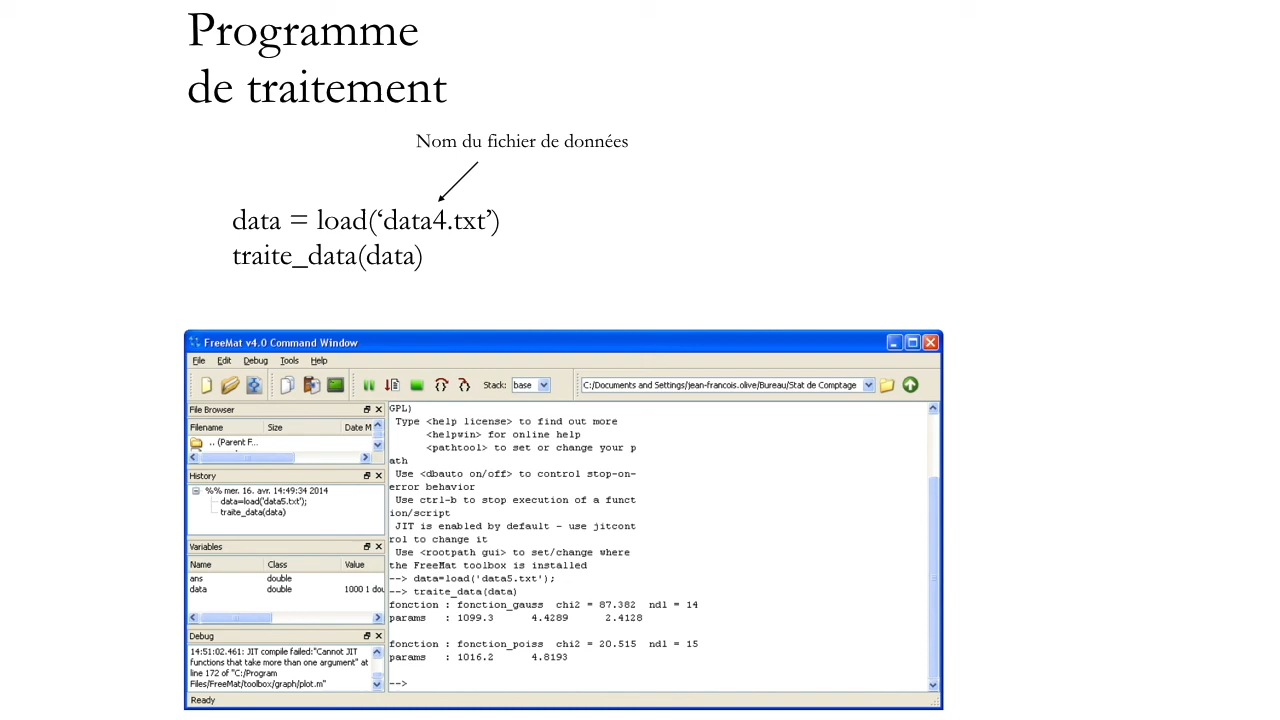 Programme
de traitement
Nom du fichier de données
data = load(‘data4.txt’)
traite_data(data)
FreeMat v4.0 Command Window
File Edit Debug Tools Help
Stack: base C:/Documents and Settings/jean-francois.olive/Bureau/Stat de Comptage
File Browser
Filename Size Date M
.. (Parent F...
History
%% mer. 16. avr. 14:49:34 2014
data=load('data5.txt');
traite_data(data)
Variables
Name Class Value
ans double
data double 1000 1 dou
Debug
14:51:02.461: JIT compile failed:"Cannot JIT
functions that take more than one argument" at
line 172 of "C:/Program
Files/FreeMat/toolbox/graph/plot.m"
GPL)
Type <help license> to find out more
<helpwin> for online help
<pathtool> to set or change your p
ath
Use <dbauto on/off> to control stop-on-
error behavior
Use ctrl-b to stop execution of a funct
ion/script
JIT is enabled by default - use jitcont
rol to change it
Use <rootpath gui> to set/change where
the FreeMat toolbox is installed
--> data=load('data5.txt');
--> traite_data(data)
fonction : fonction_gauss chi2 = 87.382 ndl = 14
params : 1099.3 4.4289 2.4128
fonction : fonction_poiss chi2 = 20.515 ndl = 15
params : 1016.2 4.8193
-->
Ready